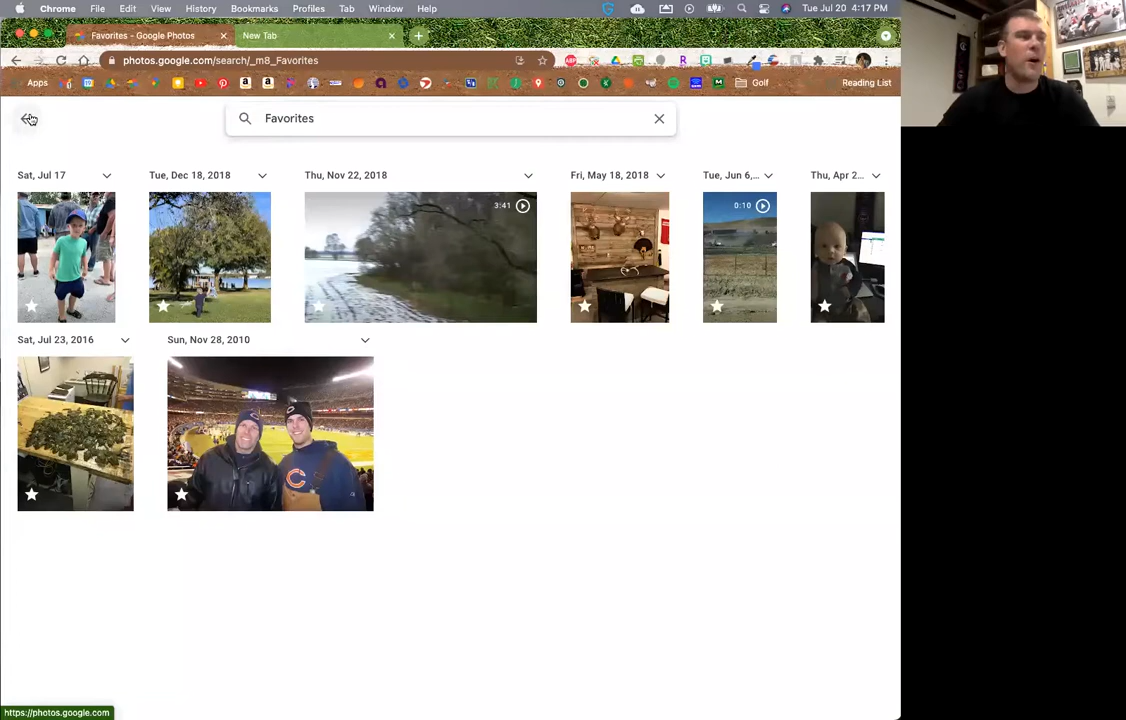 Chrome File Edit View History Bookmarks Profiles Tab Window Help Tue Jul 20 4:17 PM
Favorites - Google Photos New Tab
photos.google.com/search/_m8_Favorites
Apps Golf Reading List
Favorites
Sat, Jul 17 Tue, Dec 18, 2018 Thu, Nov 22, 2018 Fri, May 18, 2018 Tue, Jun 6,... Thu, Apr 2...
3:41 0:10
Sat, Jul 23, 2016 Sun, Nov 28, 2010
https://photos.google.com